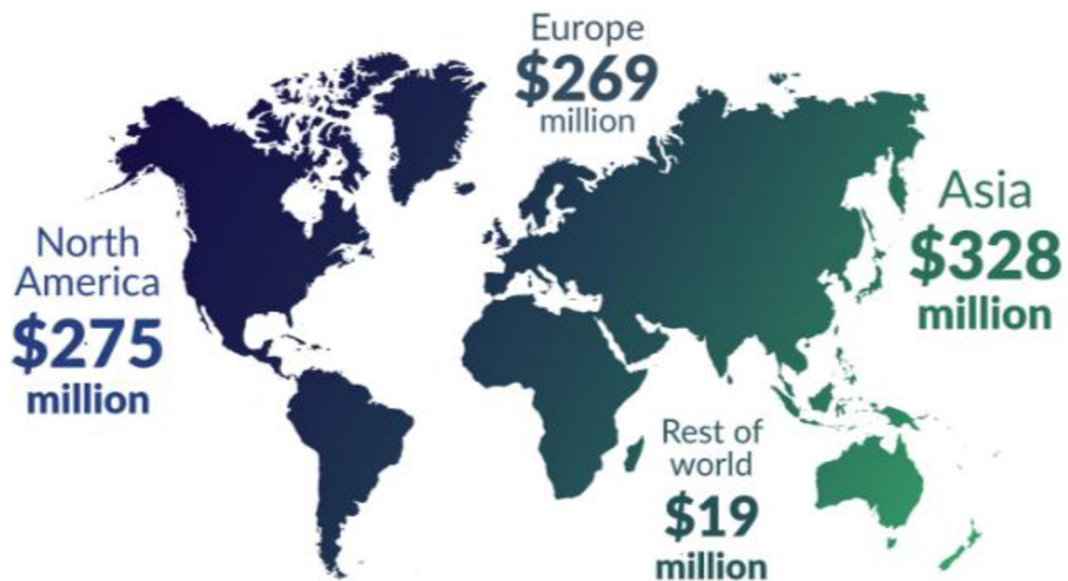 Europe
$269
million
Asia
$328
million
North
America
$275
million
Rest of
world
$19
million